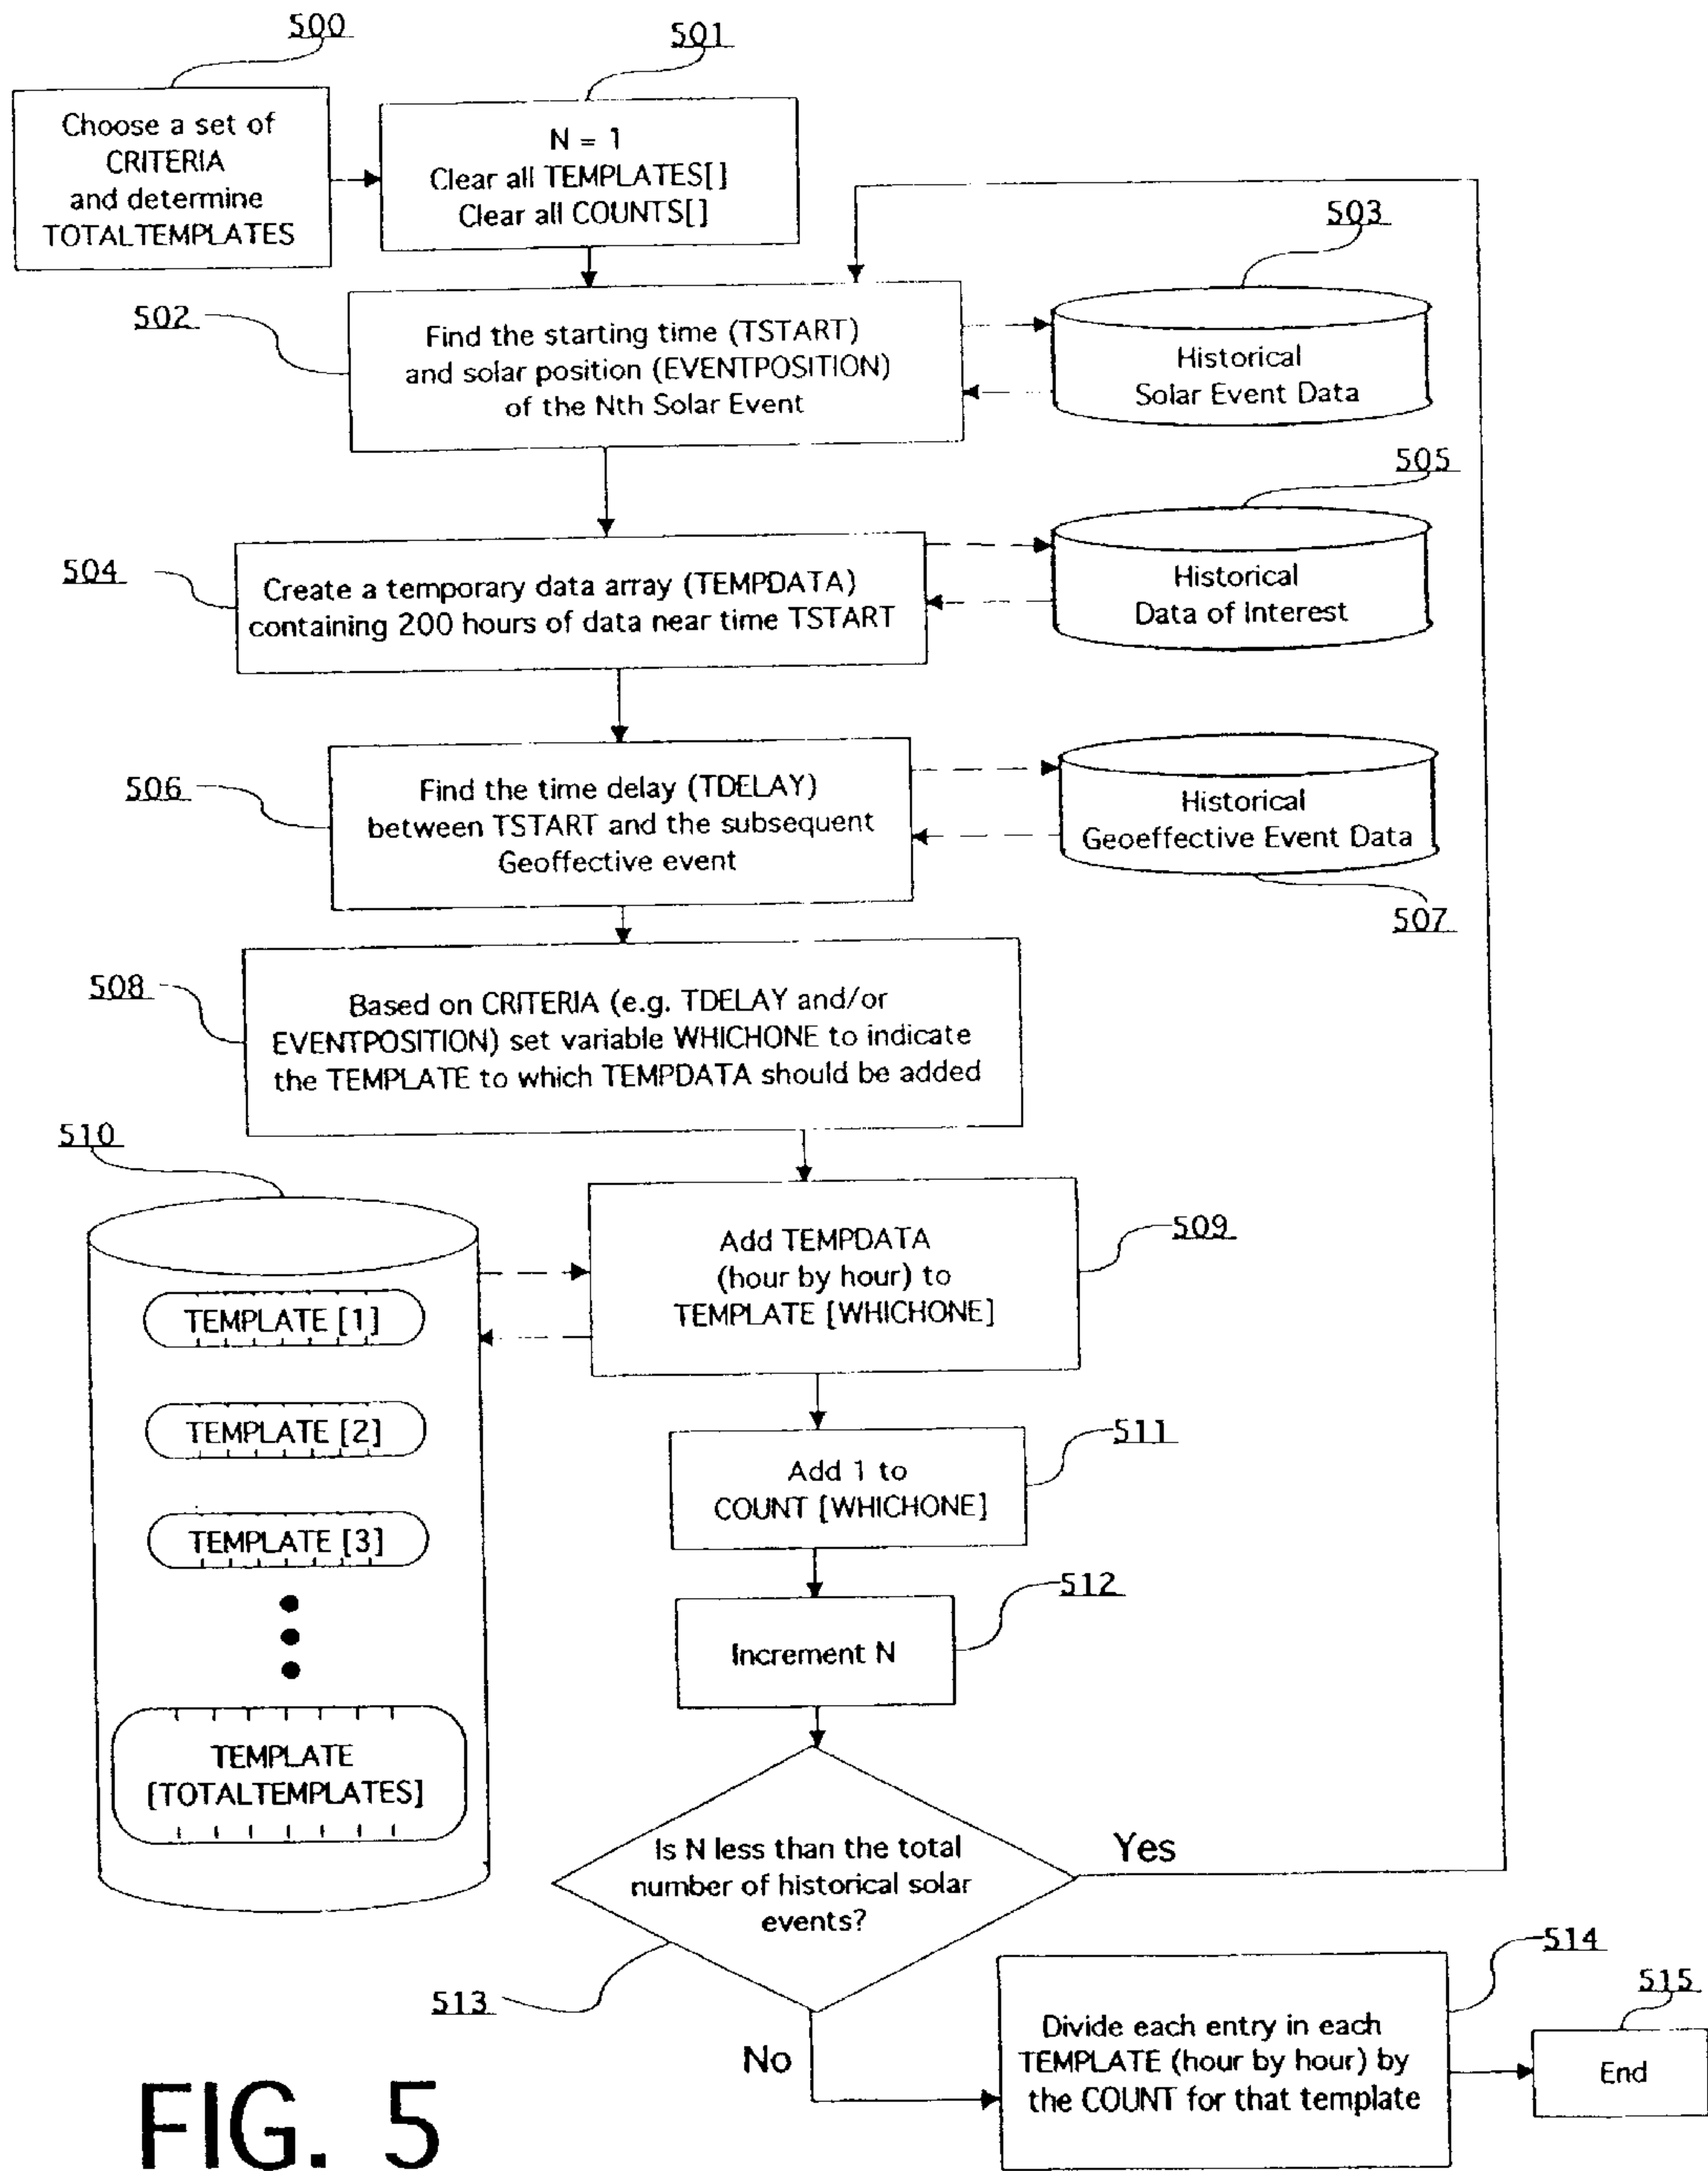 500
Choose a set of
CRITERIA
and determine
TOTALTEMPLATES
501
N = 1
Clear all TEMPLATES[]
Clear all COUNTS[]
502
Find the starting time (TSTART)
and solar position (EVENTPOSITION)
of the Nth Solar Event
503
Historical
Solar Event Data
504
Create a temporary data array (TEMPDATA)
containing 200 hours of data near time TSTART
505
Historical
Data of Interest
506
Find the time delay (TDELAY)
between TSTART and the subsequent
Geoffective event
Historical
Geoeffective Event Data
507
508
Based on CRITERIA (e.g. TDELAY and/or
EVENTPOSITION) set variable WHICHONE to indicate
the TEMPLATE to which TEMPDATA should be added
510
TEMPLATE [1]
TEMPLATE [2]
TEMPLATE [3]
TEMPLATE
[TOTALTEMPLATES]
509
Add TEMPDATA
(hour by hour) to
TEMPLATE [WHICHONE]
511
Add 1 to
COUNT [WHICHONE]
512
Increment N
Is N less than the total
number of historical solar
events?
Yes
513
No
514
Divide each entry in each
TEMPLATE (hour by hour) by
the COUNT for that template
515
End
FIG. 5